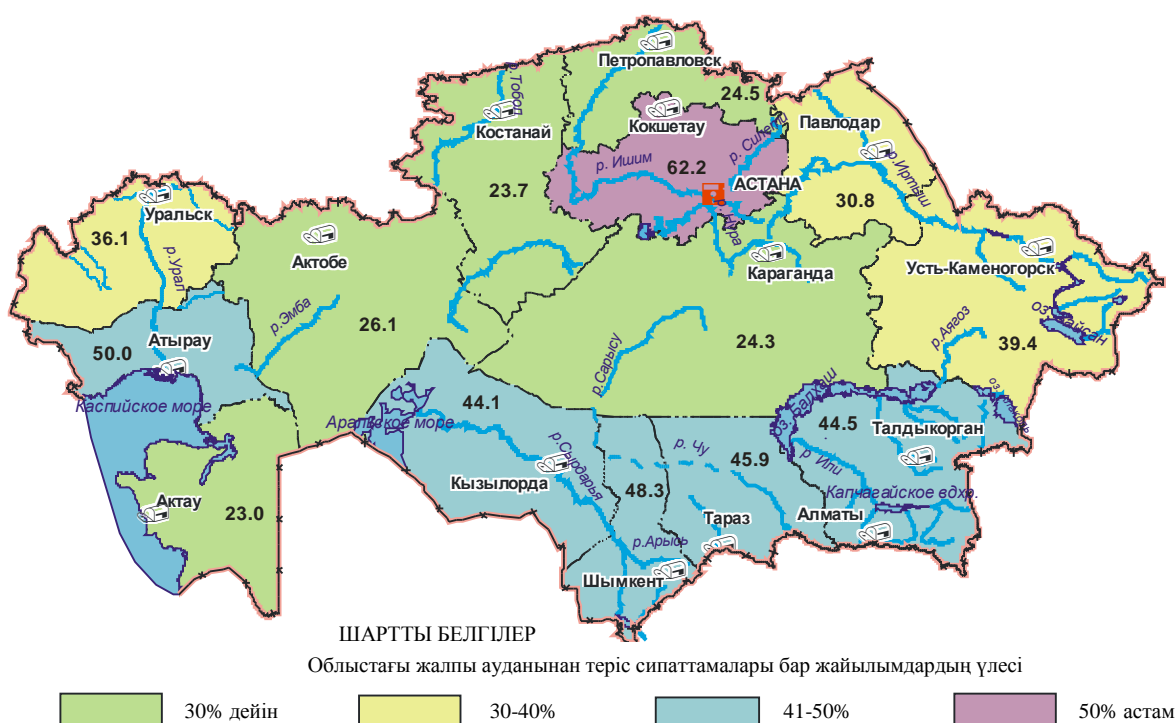 Петропавловск
р.Тобол
24.5
Костанай
Кокшетау
Павлодар
р. Силети
р. Ишим
62.2
АСТАНА
р.Иртыш
Уральск
23.7
30.8
р.Нура
36.1
Актобе
Караганда
Усть-Каменогорск
р.Урал
р.Эмба
оз.Зайсан
26.1
р.Аягоз
50.0
Атырау
24.3
39.4
р.Сарысу
Каспийское море
44.1
оз. Балхаш
Аральское море
44.5
Талдыкорган
р.Сырдарья
р. Чу
45.9
р. Или
Кызылорда
48.3
Капчагайское вдхр.
Актау
23.0
Тараз
Алматы
р.Арысь
Шымкент
ШАРТТЫ БЕЛГІЛЕР
Облыстағы жалпы ауданынан теріс сипаттамалары бар жайылымдардың үлесі
30% дейін
30-40%
41-50%
50% астам